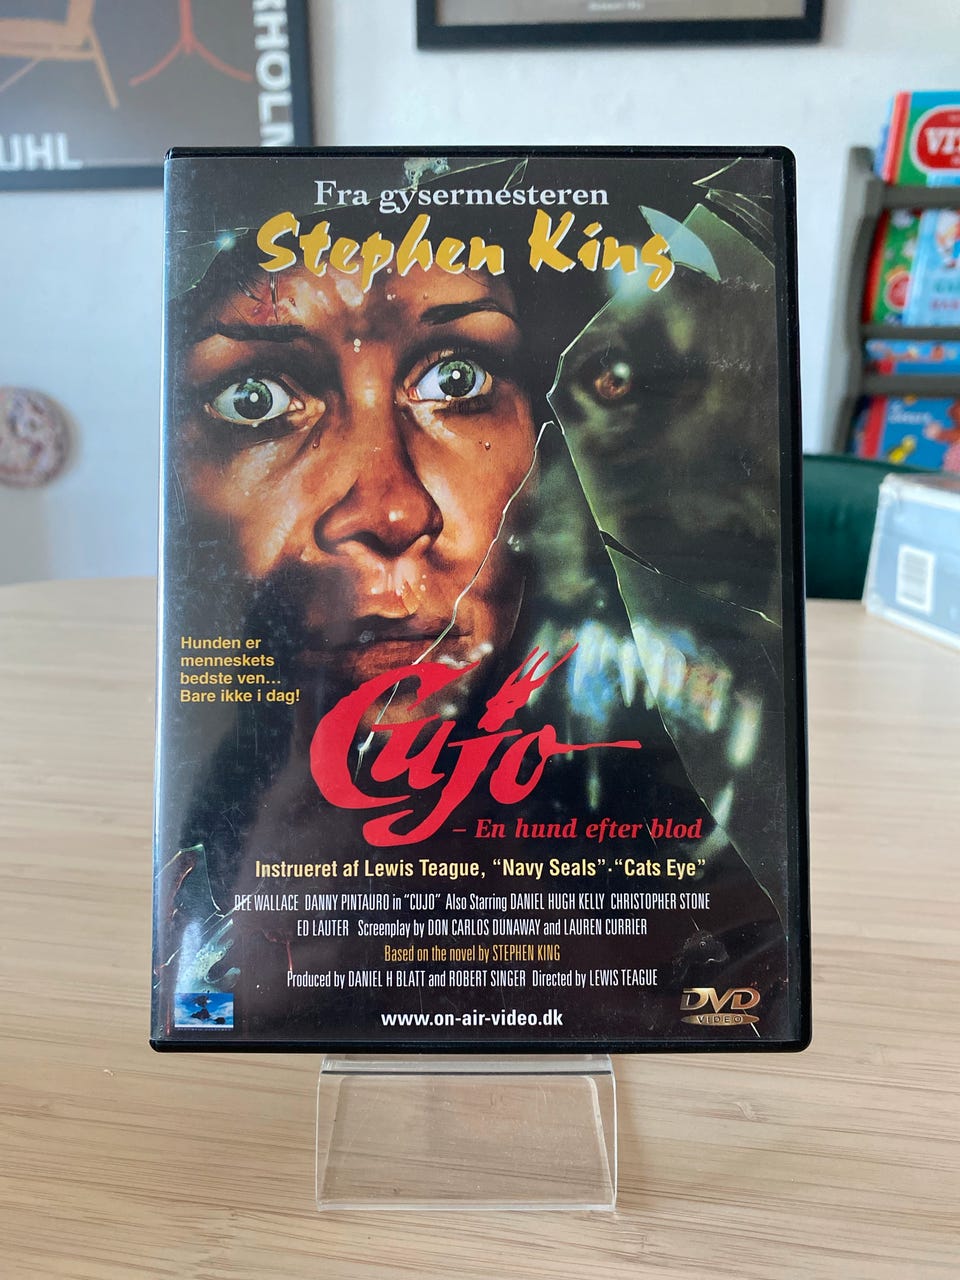 RHOLM
UHL
VIT
Fra gysermesteren
Stephen King
Hunden er
menneskets
bedste ven...
Bare ikke i dag!
Cujo
– En hund efter blod
Instrueret af Lewis Teague, “Navy Seals”·“Cats Eye”
DEE WALLACE DANNY PINTAURO in “CUJO” Also Starring DANIEL HUGH KELLY CHRISTOPHER STONE
ED LAUTER Screenplay by DON CARLOS DUNAWAY and LAUREN CURRIER
Based on the novel by STEPHEN KING
Produced by DANIEL H BLATT and ROBERT SINGER Directed by LEWIS TEAGUE
www.on-air-video.dk
DVD
VIDEO